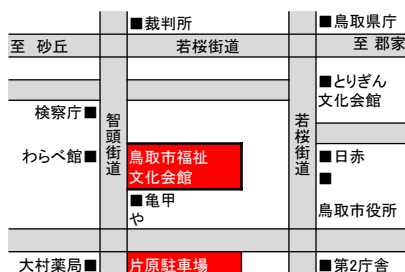 ■裁判所
■鳥取県庁
至 砂丘
若桜街道
至 郡家
■とりぎん
文化会館
検察庁■
智頭街道
若桜街道
わらべ館■
鳥取市福祉
文化会館
■日赤
■
■亀甲
や
鳥取市役所
大村薬局■
片原駐車場
■第2庁舎